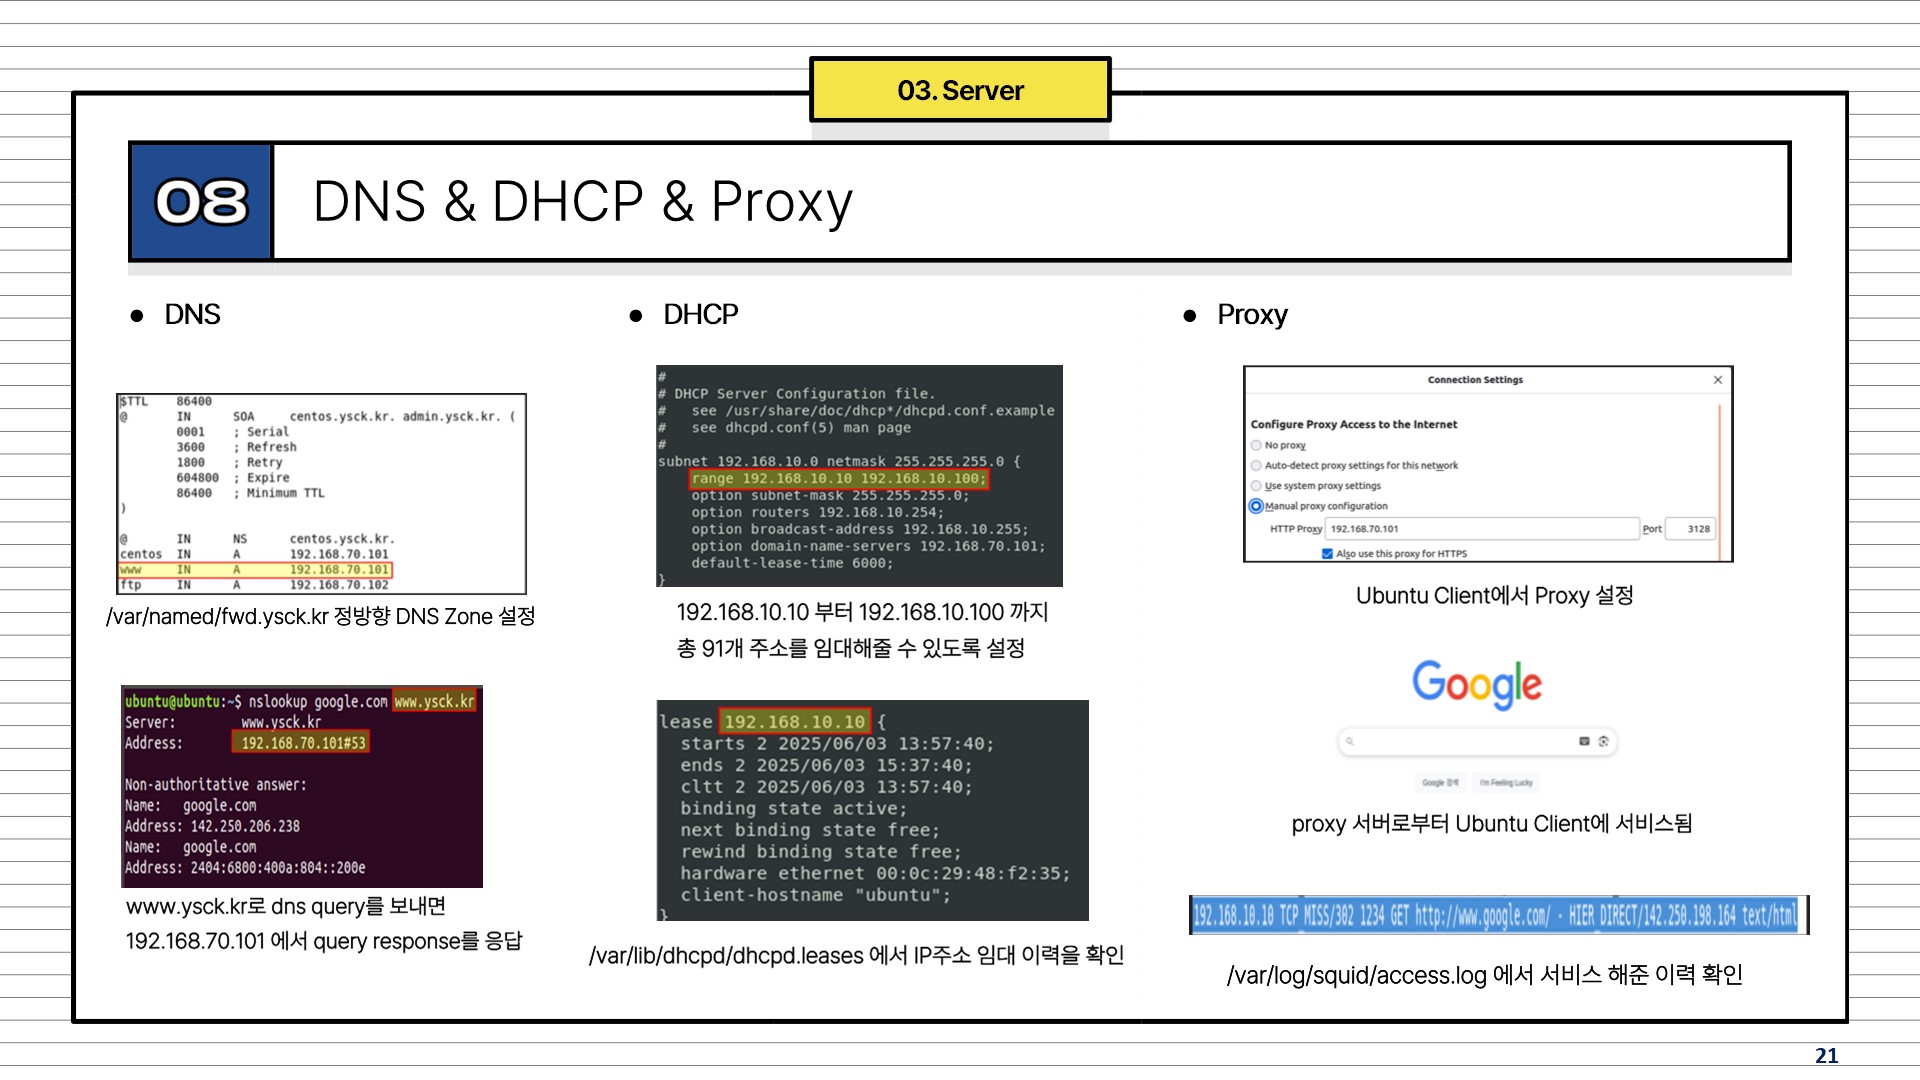 03. Server
08
DNS & DHCP & Proxy
● DNS
$TTL 86400
@ IN SOA centos.ysck.kr. admin.ysck.kr. (
0001 ; Serial
3600 ; Refresh
1800 ; Retry
604800 ; Expire
86400 ; Minimum TTL
)
@ IN NS centos.ysck.kr.
centos IN A 192.168.70.101
www IN A 192.168.70.101
ftp IN A 192.168.70.102
/var/named/fwd.ysck.kr 정방향 DNS Zone 설정
ubuntu@ubuntu:~$ nslookup google.com www.ysck.kr
Server: www.ysck.kr
Address: 192.168.70.101#53
Non-authoritative answer:
Name: google.com
Address: 142.250.206.238
Name: google.com
Address: 2404:6800:400a:804::200e
www.ysck.kr로 dns query를 보내면
192.168.70.101 에서 query response를 응답
● DHCP
#
# DHCP Server Configuration file.
# see /usr/share/doc/dhcp*/dhcpd.conf.example
# see dhcpd.conf(5) man page
#
subnet 192.168.10.0 netmask 255.255.255.0 {
range 192.168.10.10 192.168.10.100;
option subnet-mask 255.255.255.0;
option routers 192.168.10.254;
option broadcast-address 192.168.10.255;
option domain-name-servers 192.168.70.101;
default-lease-time 6000;
}
192.168.10.10 부터 192.168.10.100 까지
총 91개 주소를 임대해줄 수 있도록 설정
lease 192.168.10.10 {
starts 2 2025/06/03 13:57:40;
ends 2 2025/06/03 15:37:40;
cltt 2 2025/06/03 13:57:40;
binding state active;
next binding state free;
rewind binding state free;
hardware ethernet 00:0c:29:48:f2:35;
client-hostname "ubuntu";
}
/var/lib/dhcpd/dhcpd.leases 에서 IP주소 임대 이력을 확인
● Proxy
Connection Settings
Configure Proxy Access to the Internet
No proxy
Auto-detect proxy settings for this network
Use system proxy settings
Manual proxy configuration
HTTP Proxy 192.168.70.101 Port 3128
Also use this proxy for HTTPS
Ubuntu Client에서 Proxy 설정
Google
Google 검색 I'm Feeling Lucky
proxy 서버로부터 Ubuntu Client에 서비스됨
192.168.10.10 TCP_MISS/302 1234 GET http://www.google.com/ - HIER_DIRECT/142.250.198.164 text/html
/var/log/squid/access.log 에서 서비스 해준 이력 확인
21